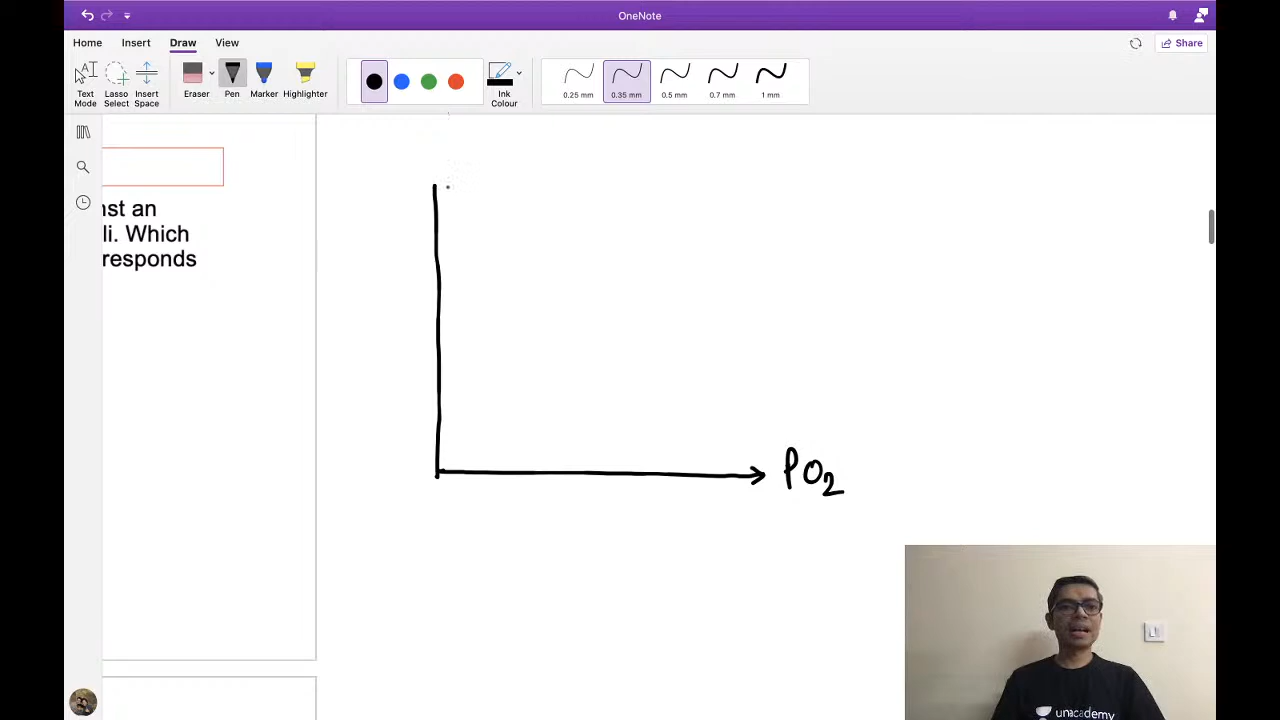 OneNote
Home Insert Draw View
Share
Text Mode
Lasso Select
Insert Space
Eraser
Pen
Marker
Highlighter
Ink Colour
0.25 mm
0.35 mm
0.5 mm
0.7 mm
1 mm
nst an
li. Which
responds
PO2
unacademy